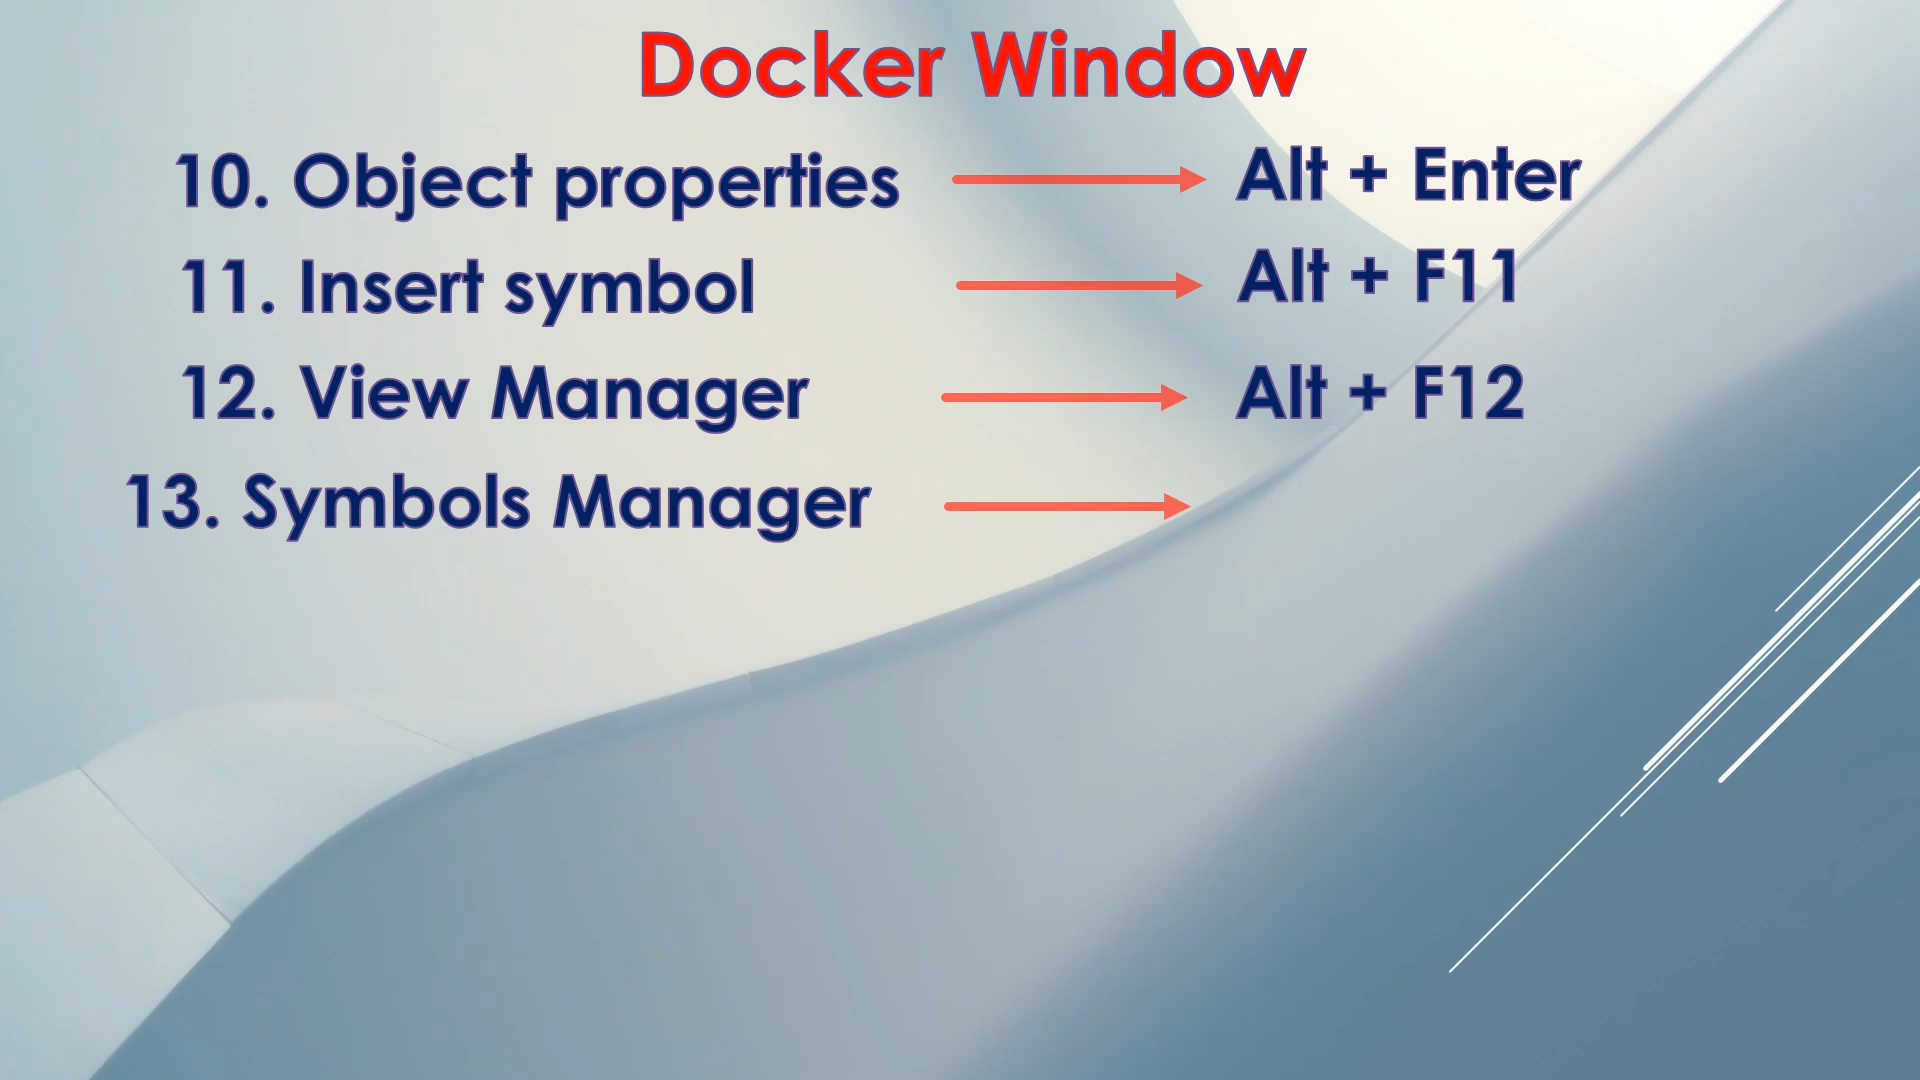 Docker Window
10. Object properties Alt + Enter
11. Insert symbol Alt + F11
12. View Manager Alt + F12
13. Symbols Manager